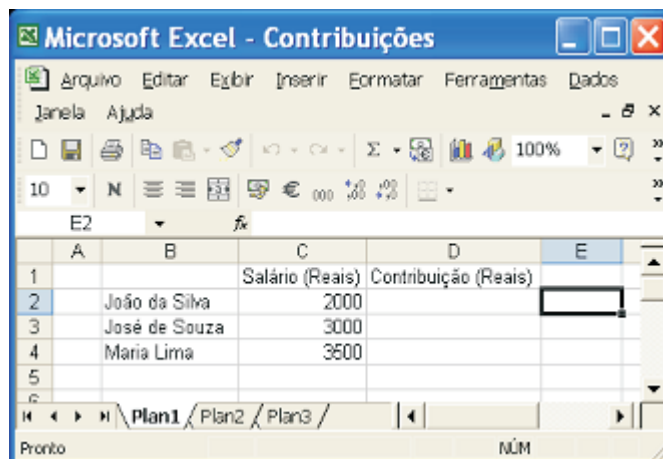 Microsoft Excel - Contribuições
Arquivo Editar Exibir Inserir Formatar Ferramentas Dados
Janela Ajuda
Σ 100%
10 N € 000
E2 fx
A B C D E
1 Salário (Reais) Contribuição (Reais)
2 João da Silva 2000
3 José de Souza 3000
4 Maria Lima 3500
5
Plan1 Plan2 Plan3
Pronto NÚM